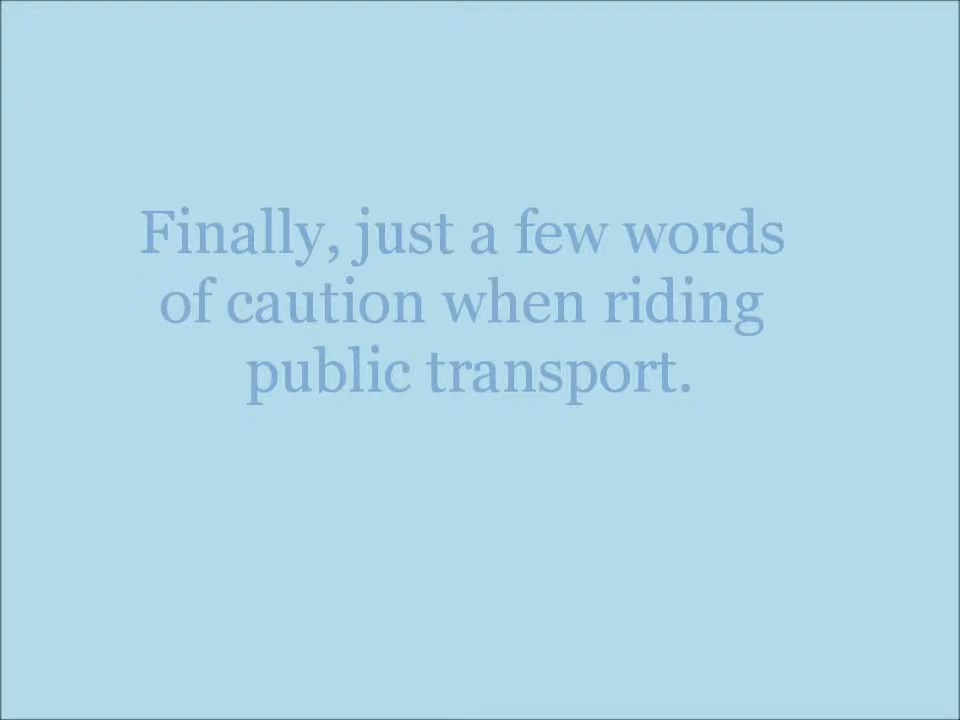 Finally, just a few words
of caution when riding
public transport.